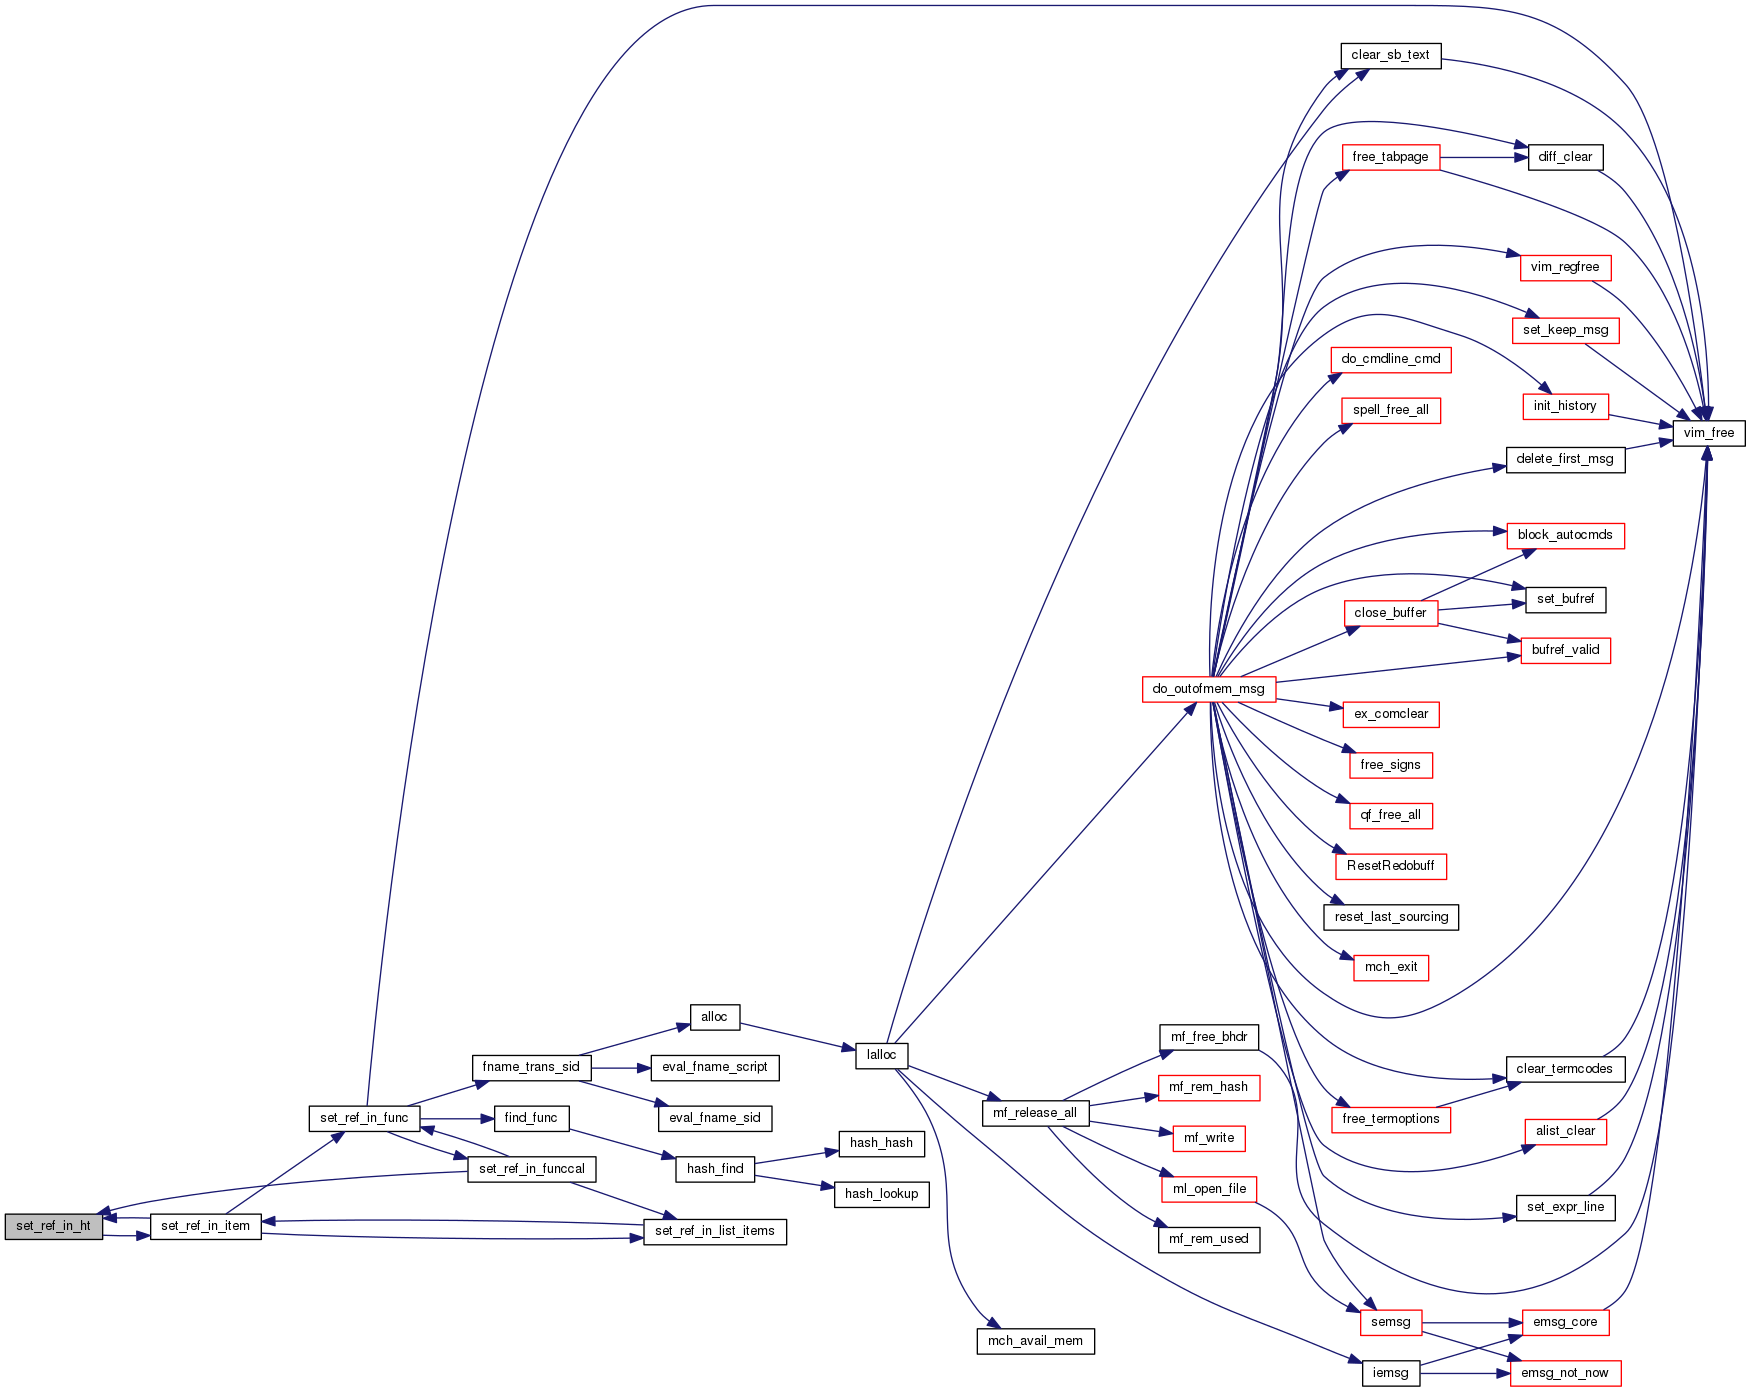 clear_sb_text
free_tabpage
diff_clear
vim_regfree
set_keep_msg
do_cmdline_cmd
spell_free_all
init_history
vim_free
delete_first_msg
block_autocmds
set_bufref
close_buffer
bufref_valid
do_outofmem_msg
ex_comclear
free_signs
qf_free_all
ResetRedobuff
reset_last_sourcing
mch_exit
alloc
lalloc
mf_free_bhdr
fname_trans_sid
eval_fname_script
clear_termcodes
mf_rem_hash
set_ref_in_func
find_func
eval_fname_sid
mf_release_all
free_termoptions
hash_hash
mf_write
alist_clear
set_ref_in_funccal
hash_find
hash_lookup
ml_open_file
set_expr_line
set_ref_in_ht
set_ref_in_item
set_ref_in_list_items
mf_rem_used
semsg
emsg_core
mch_avail_mem
iemsg
emsg_not_now